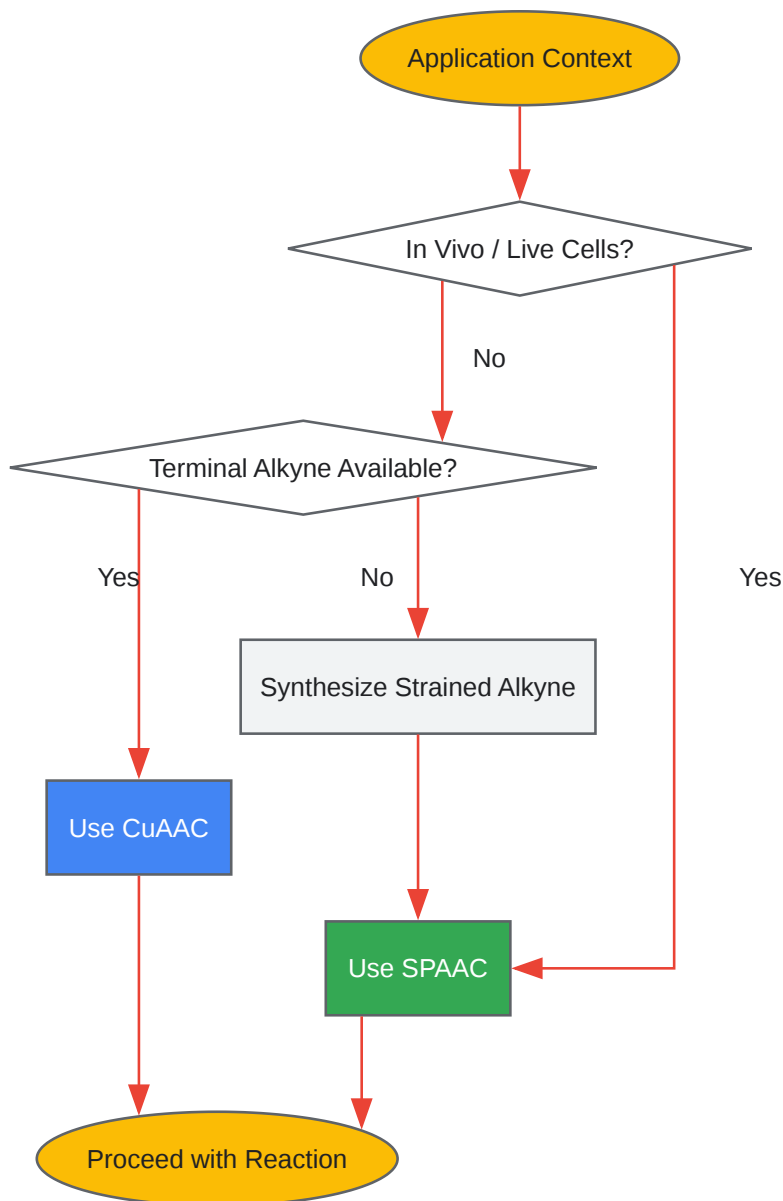 Application Context
In Vivo / Live Cells?
No
Terminal Alkyne Available?
Yes
No
Yes
Synthesize Strained Alkyne
Use CuAAC
Use SPAAC
Proceed with Reaction